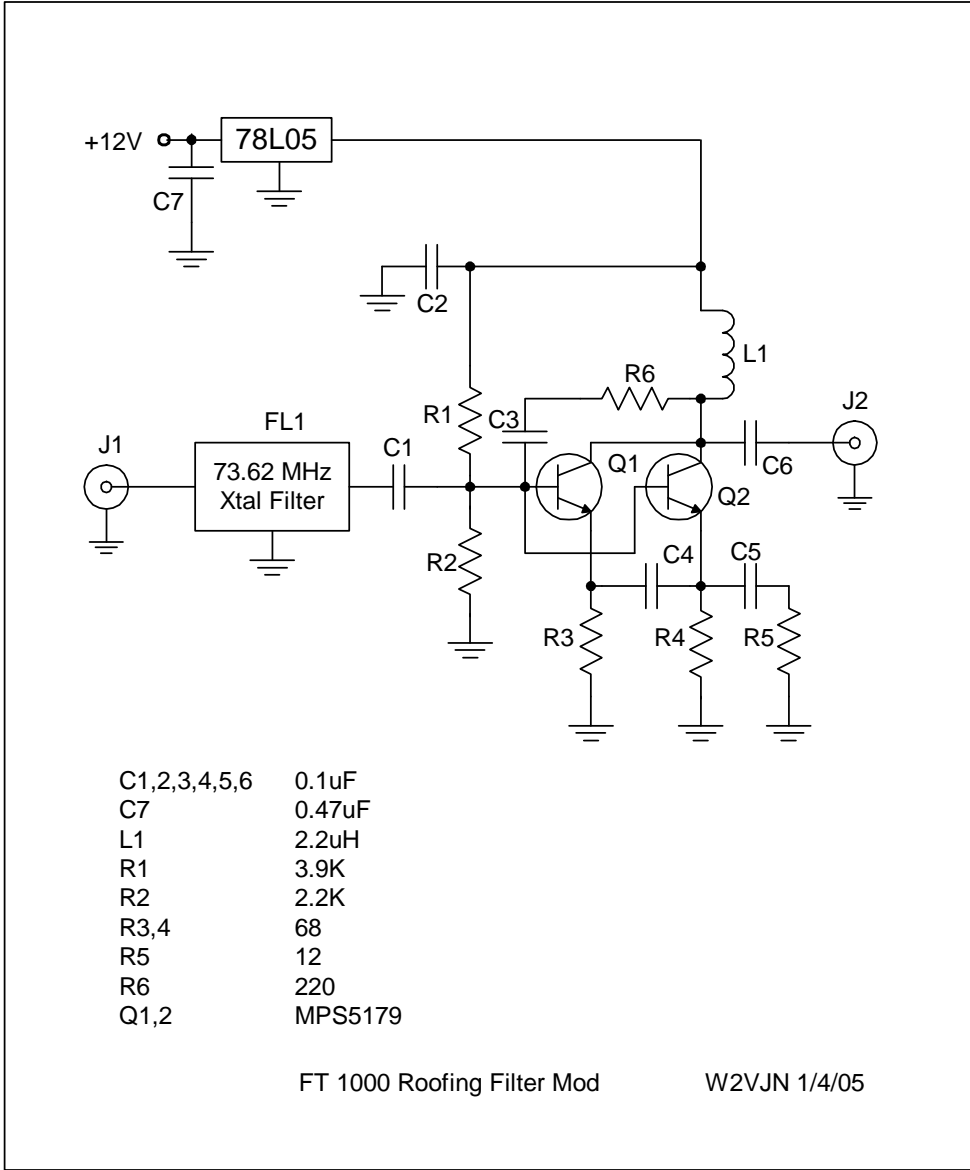 +12V
78L05
C7
C2
L1
R6
J2
R1
C3
J1
FL1
C1
Q1
C6
73.62 MHz
Xtal Filter
Q2
R2
C4
C5
R3
R4
R5
C1,2,3,4,5,6 0.1uF
C7 0.47uF
L1 2.2uH
R1 3.9K
R2 2.2K
R3,4 68
R5 12
R6 220
Q1,2 MPS5179
FT 1000 Roofing Filter Mod W2VJN 1/4/05